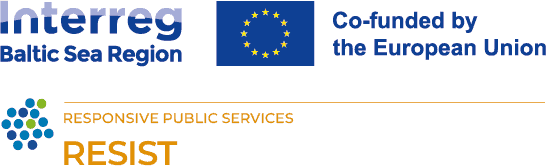 Interreg
Baltic Sea Region
Co-funded by
the European Union
RESPONSIVE PUBLIC SERVICES
RESIST